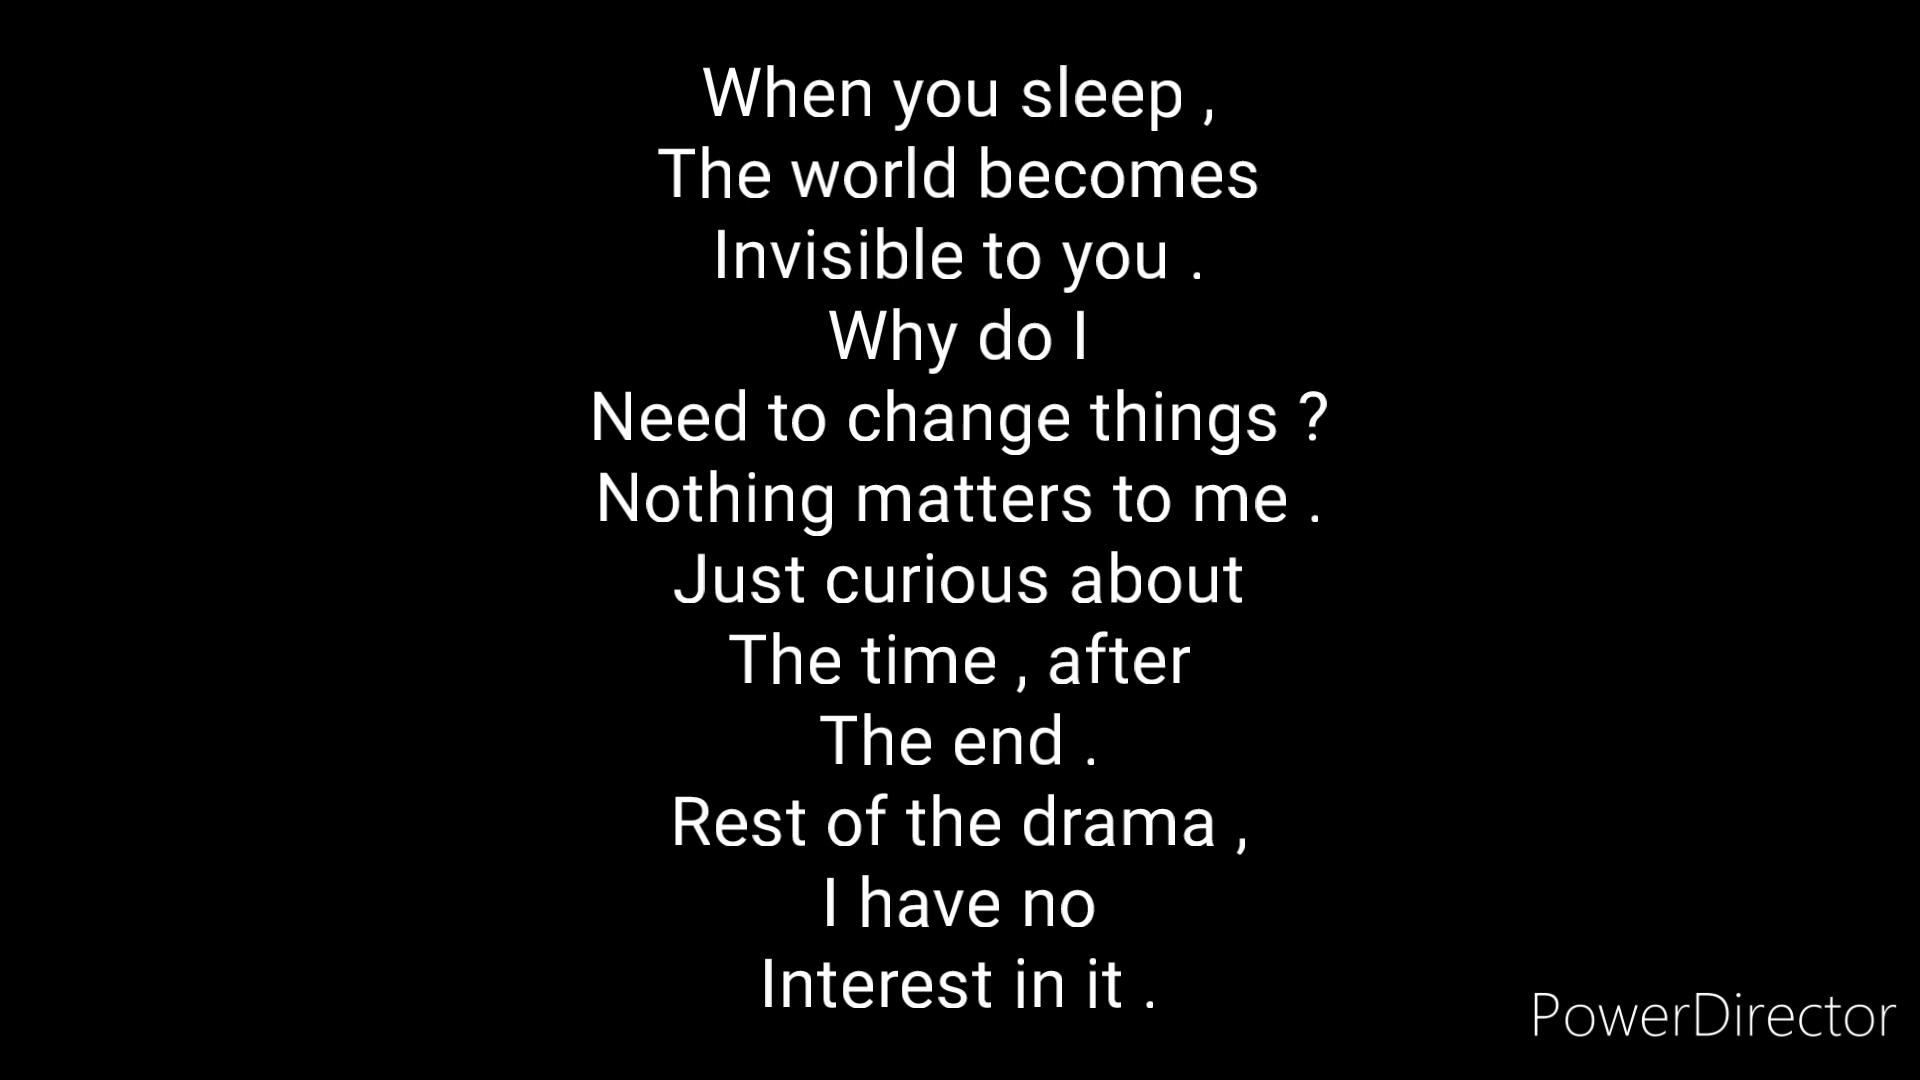 When you sleep ,
The world becomes
Invisible to you .
Why do I
Need to change things ?
Nothing matters to me .
Just curious about
The time , after
The end .
Rest of the drama ,
I have no
Interest in it .
PowerDirector